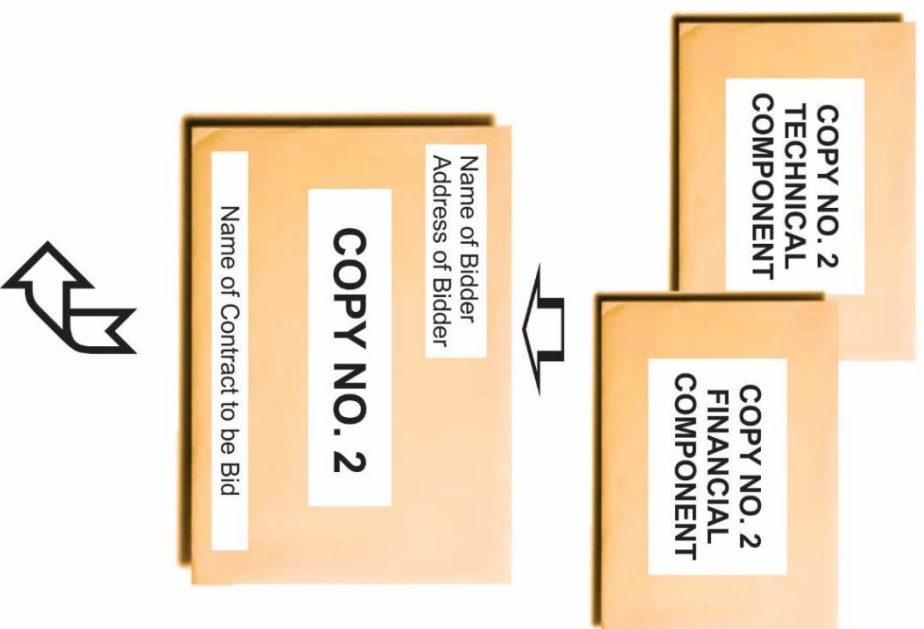 COPY NO. 2
TECHNICAL
COMPONENT
COPY NO. 2
FINANCIAL
COMPONENT
Name of Bidder
Address of Bidder
COPY NO. 2
Name of Contract to be Bid